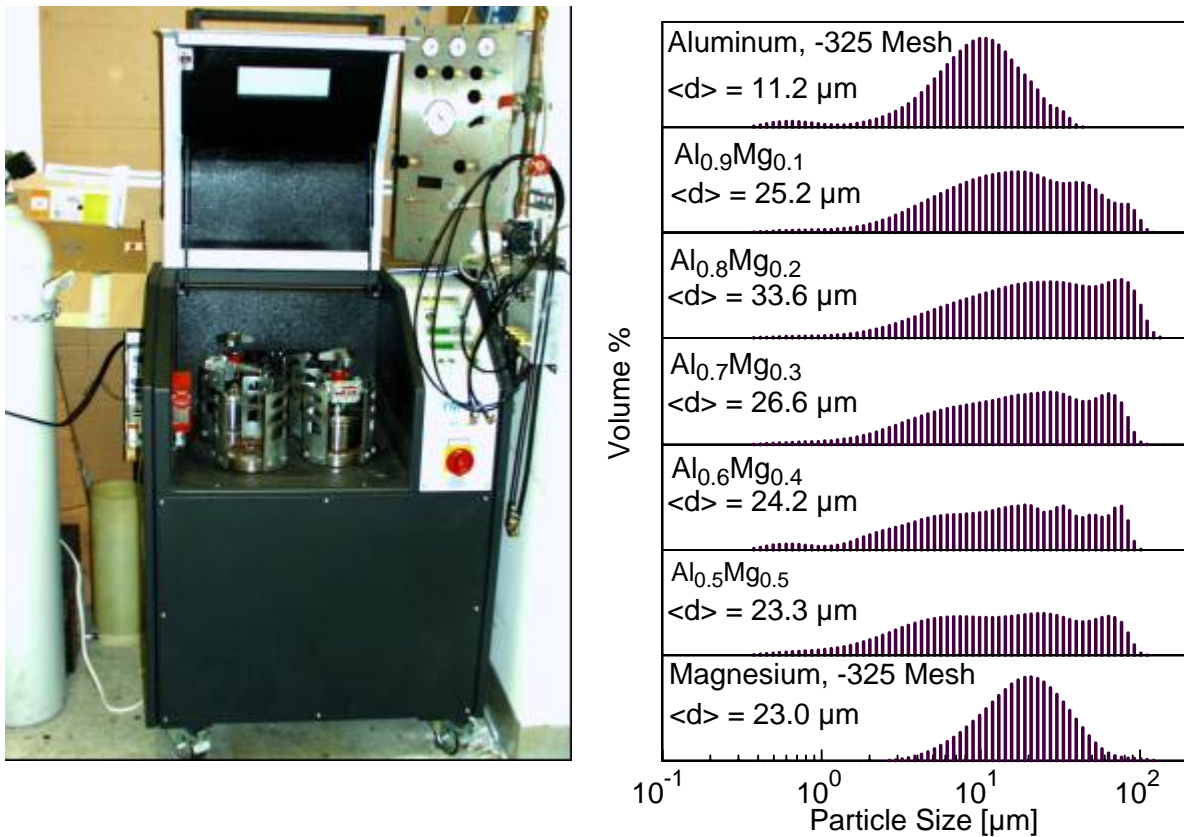 Aluminum, -325 Mesh
<d> = 11.2 µm
Al0.9Mg0.1
<d> = 25.2 µm
Al0.8Mg0.2
<d> = 33.6 µm
Al0.7Mg0.3
<d> = 26.6 µm
Al0.6Mg0.4
<d> = 24.2 µm
Al0.5Mg0.5
<d> = 23.3 µm
Magnesium, -325 Mesh
<d> = 23.0 µm
Volume %
10-1 100 101 102
Particle Size [µm]